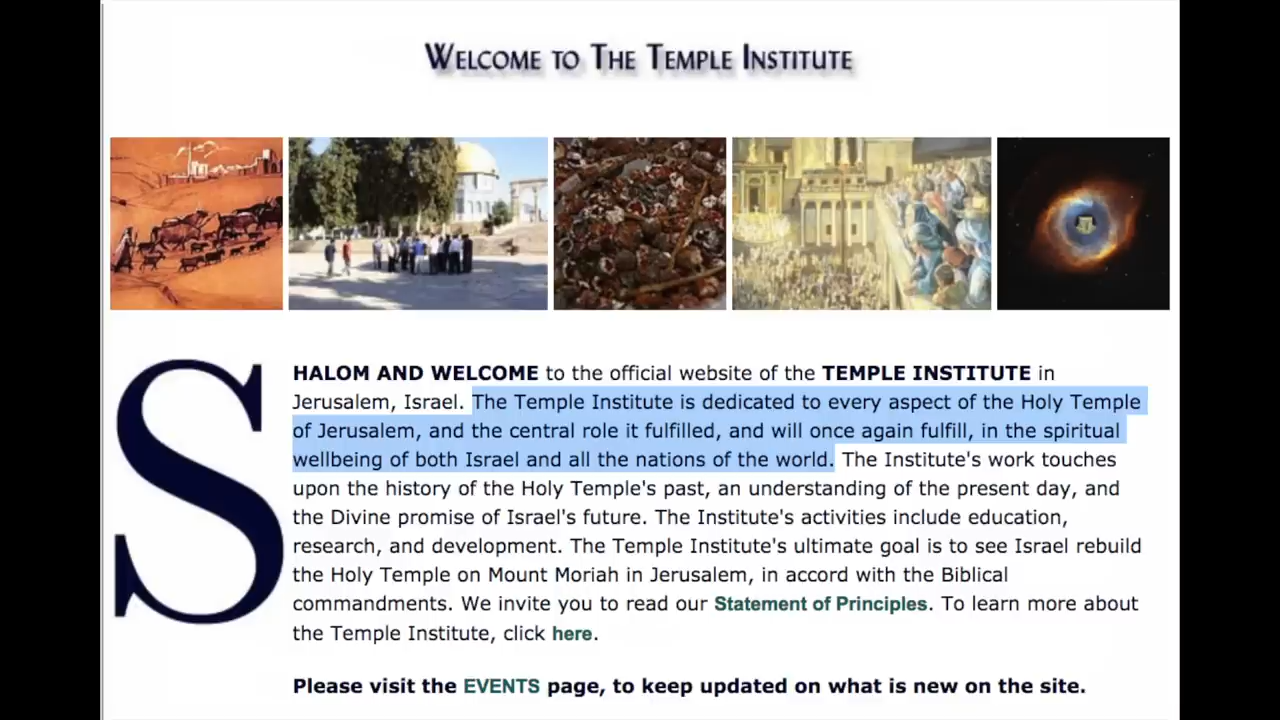 WELCOME TO THE TEMPLE INSTITUTE
SHALOM AND WELCOME to the official website of the TEMPLE INSTITUTE in
Jerusalem, Israel. The Temple Institute is dedicated to every aspect of the Holy Temple
of Jerusalem, and the central role it fulfilled, and will once again fulfill, in the spiritual
wellbeing of both Israel and all the nations of the world. The Institute's work touches
upon the history of the Holy Temple's past, an understanding of the present day, and
the Divine promise of Israel's future. The Institute's activities include education,
research, and development. The Temple Institute's ultimate goal is to see Israel rebuild
the Holy Temple on Mount Moriah in Jerusalem, in accord with the Biblical
commandments. We invite you to read our Statement of Principles. To learn more about
the Temple Institute, click here.
Please visit the EVENTS page, to keep updated on what is new on the site.